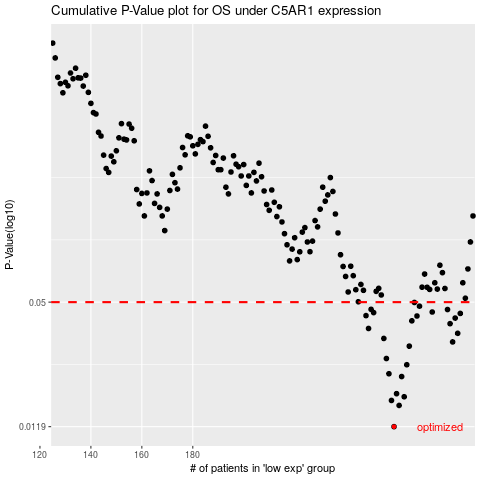 Cumulative P-Value plot for OS under C5AR1 expression
P-Value(log10)
0.05
0.0119
optimized
120 140 160 180
# of patients in 'low exp' group